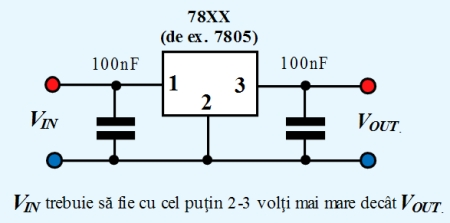 78XX
(de ex. 7805)
100nF
100nF
1
3
2
VIN
VOUT.
VIN trebuie să fie cu cel puţin 2-3 volţi mai mare decât VOUT.